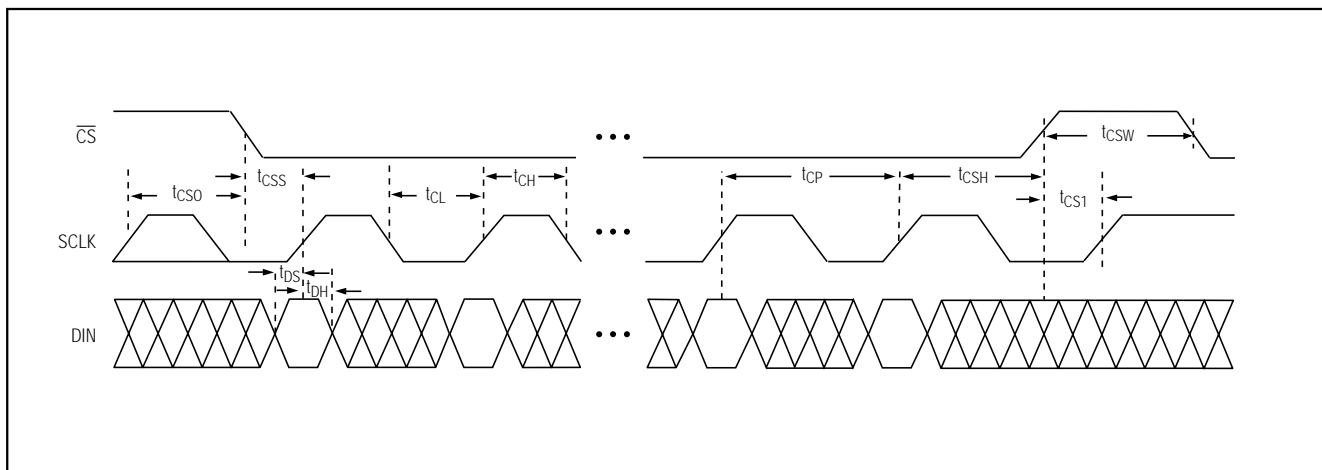 CS
tCSW
tCSS
tCSO
tCL
tCH
tCP
tCSH
tCS1
SCLK
tDS
tDH
DIN